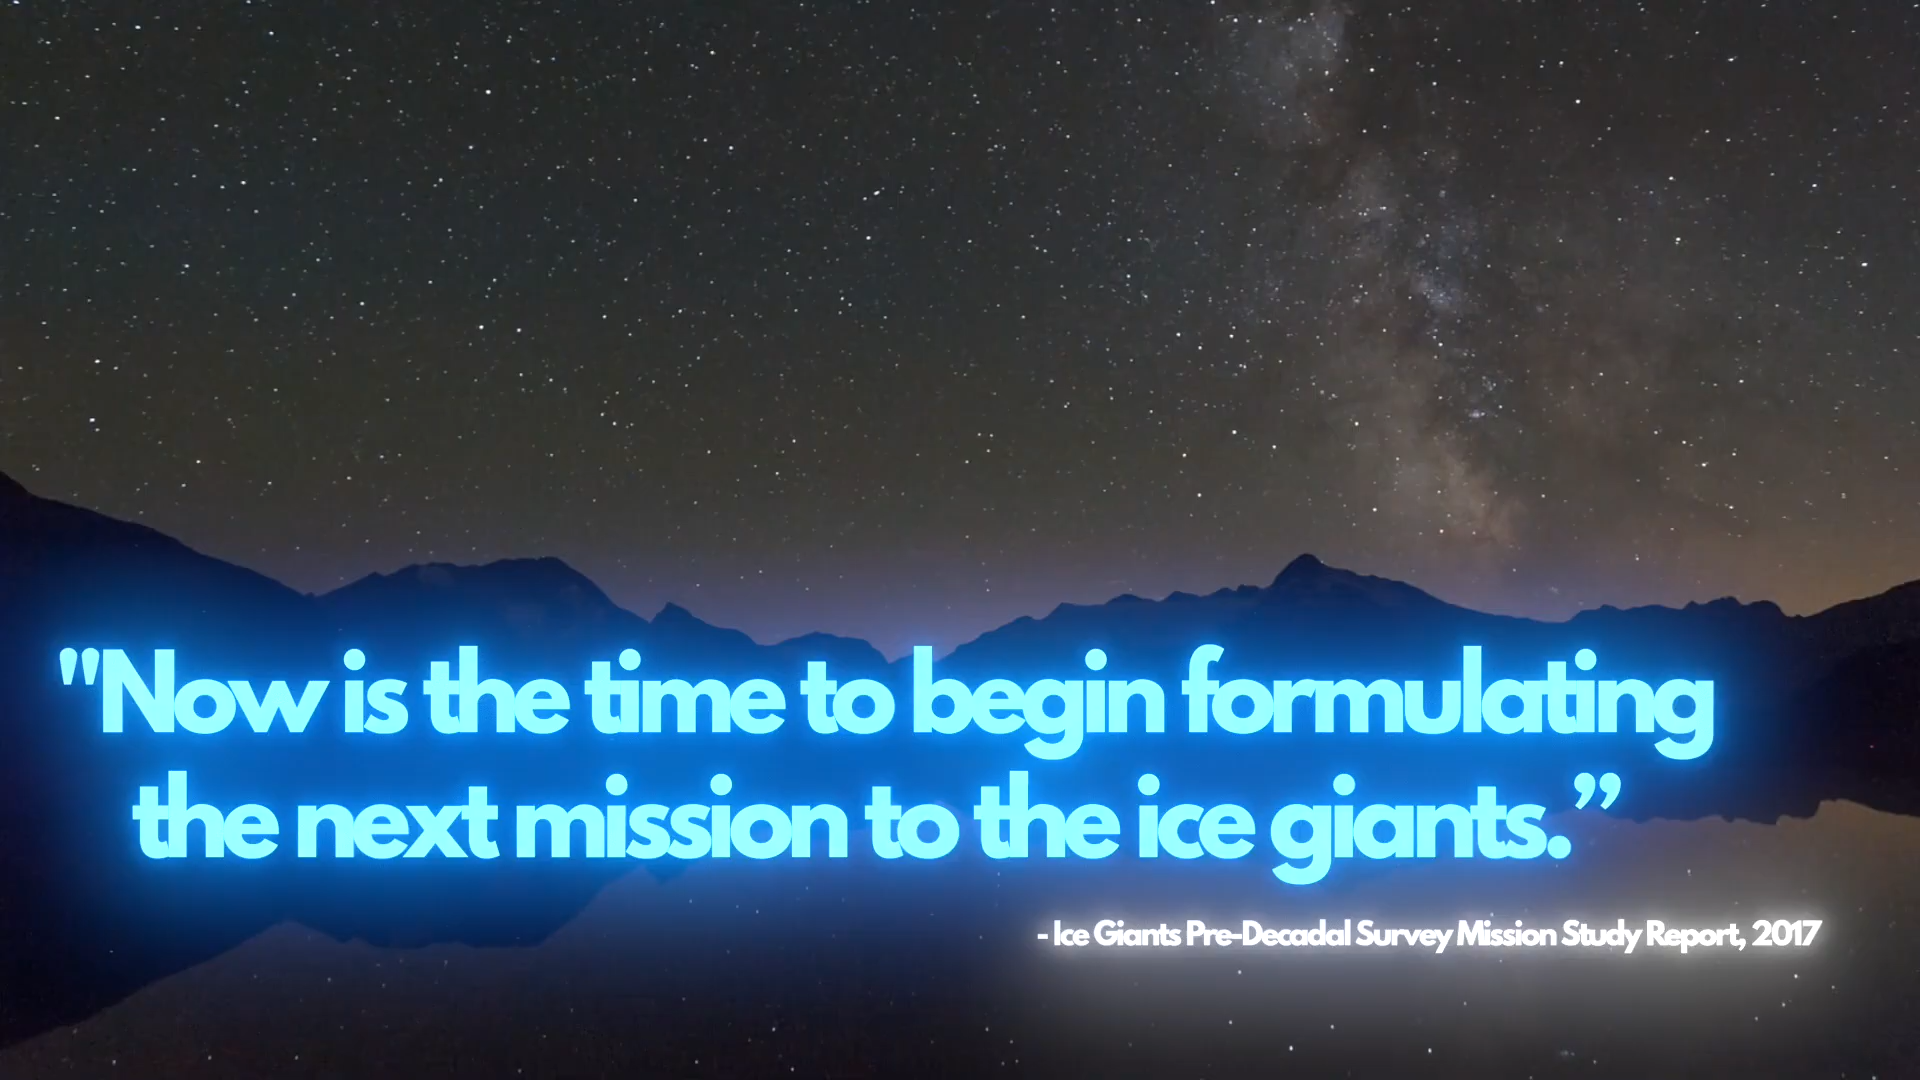 "Now is the time to begin formulating
the next mission to the ice giants.”
- Ice Giants Pre-Decadal Survey Mission Study Report, 2017